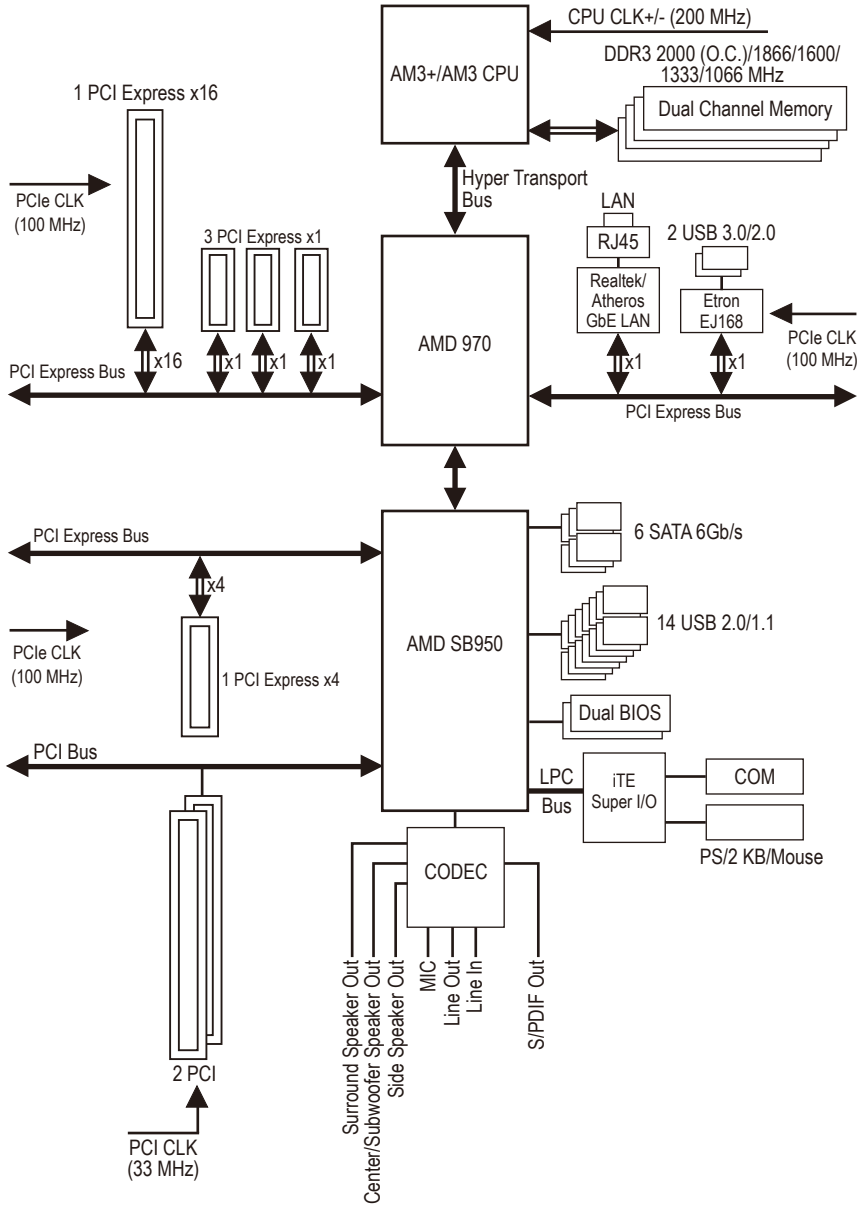 CPU CLK+/- (200 MHz)
AM3+/AM3 CPU
DDR3 2000 (O.C.)/1866/1600/
1333/1066 MHz
Dual Channel Memory
1 PCI Express x16
PCIe CLK
(100 MHz)
Hyper Transport
Bus
3 PCI Express x1
LAN
RJ45
2 USB 3.0/2.0
Realtek/
Atheros
GbE LAN
Etron
EJ168
PCIe CLK
(100 MHz)
AMD 970
x16
x1
x1
x1
x1
x1
PCI Express Bus
PCI Express Bus
PCI Express Bus
x4
PCIe CLK
(100 MHz)
1 PCI Express x4
AMD SB950
6 SATA 6Gb/s
14 USB 2.0/1.1
Dual BIOS
PCI Bus
LPC
Bus
iTE
Super I/O
COM
PS/2 KB/Mouse
CODEC
Surround Speaker Out
Center/Subwoofer Speaker Out
Side Speaker Out
MIC
Line Out
Line In
S/PDIF Out
2 PCI
PCI CLK
(33 MHz)